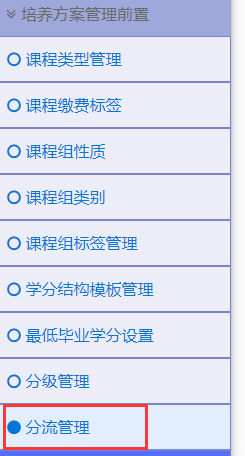 培养方案管理前置
课程类型管理
课程缴费标签
课程组性质
课程组类别
课程组标签管理
学分结构模板管理
最低毕业学分设置
分级管理
分流管理